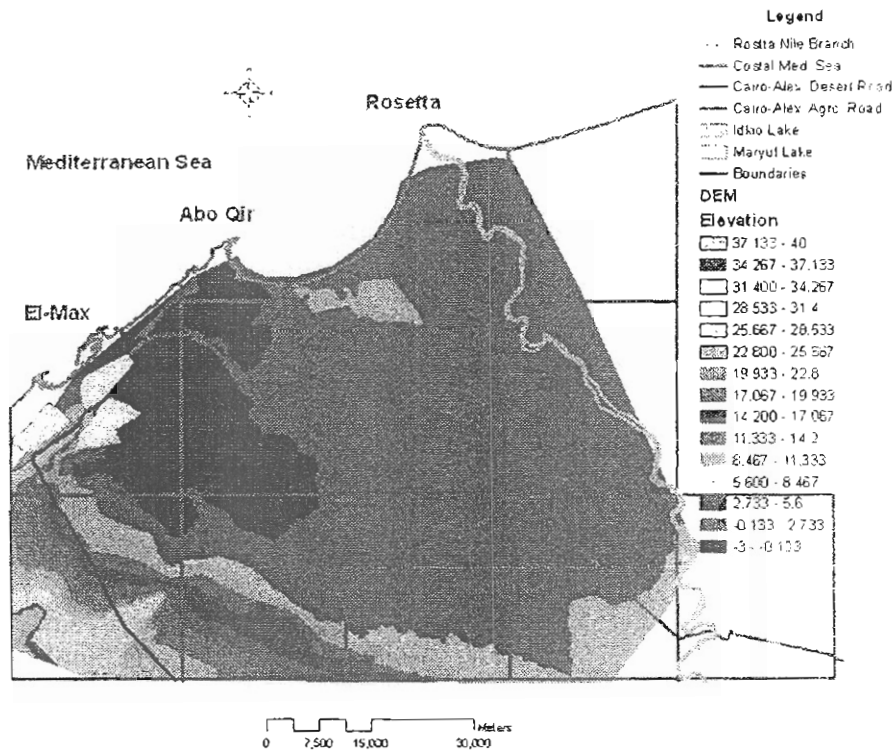 Legend
Rostta Nile Branch
Costal Med. Sea
Cairo-Alex. Desert Road
Cairo-Alex. Agro. Road
Idko Lake
Maryut Lake
Boundaries
DEM
Elevation
37.133 - 40
34.267 - 37.133
31.400 - 34.267
28.533 - 31.4
25.667 - 28.533
22.800 - 25.667
19.933 - 22.8
17.067 - 19.933
14.200 - 17.067
11.333 - 14.2
8.467 - 11.333
5.600 - 8.467
2.733 - 5.6
-0.133 - 2.733
-3 - -0.133
Rosetta
Mediterranean Sea
Abo Qir
El-Max
Meters
0 7,500 15,000 30,000